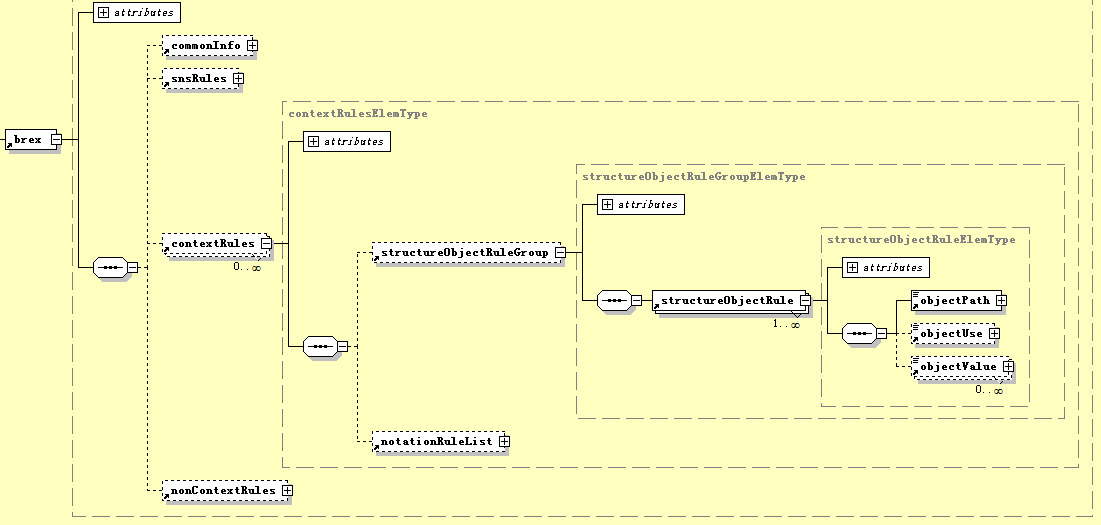 attributes
commonInfo
snsRules
contextRulesElemType
attributes
brex
structureObjectRuleGroupElemType
attributes
structureObjectRuleElemType
contextRules
0..∞
structureObjectRuleGroup
attributes
structureObjectRule
1..∞
objectPath
objectUse
objectValue
0..∞
notationRuleList
nonContextRules